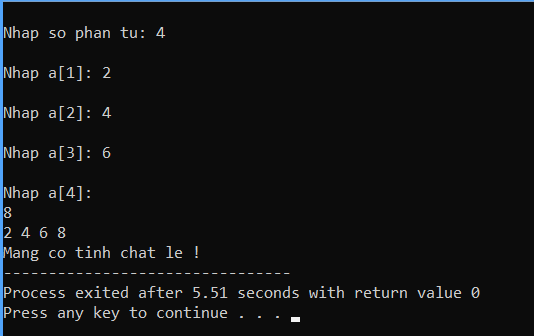 Nhap so phan tu: 4
Nhap a[1]: 2
Nhap a[2]: 4
Nhap a[3]: 6
Nhap a[4]:
8
2 4 6 8
Mang co tinh chat le !
--------------------------------
Process exited after 5.51 seconds with return value 0
Press any key to continue . . .